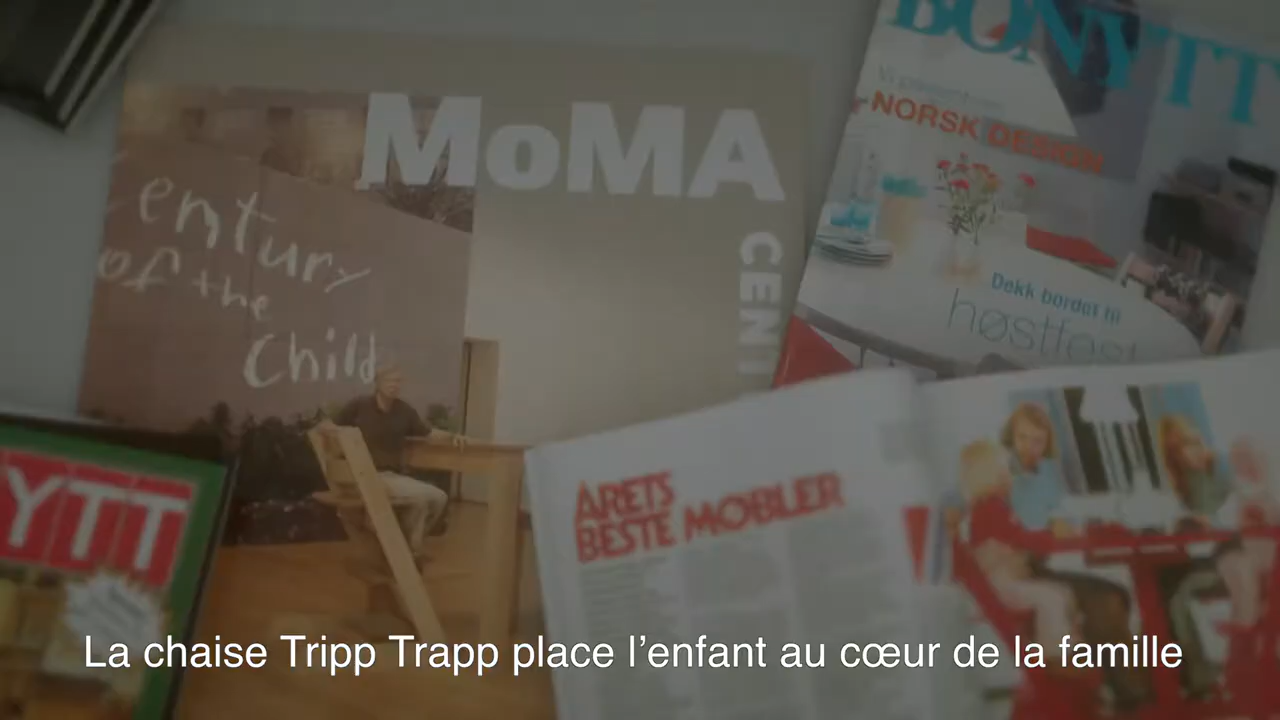 MoMA
BONYTT
NORSK DESIGN
entury
of the
Child
CENT
Dekk bordet til
høstfest
YTT
ÅRETS
BESTE MØBLER
La chaise Tripp Trapp place l’enfant au cœur de la famille